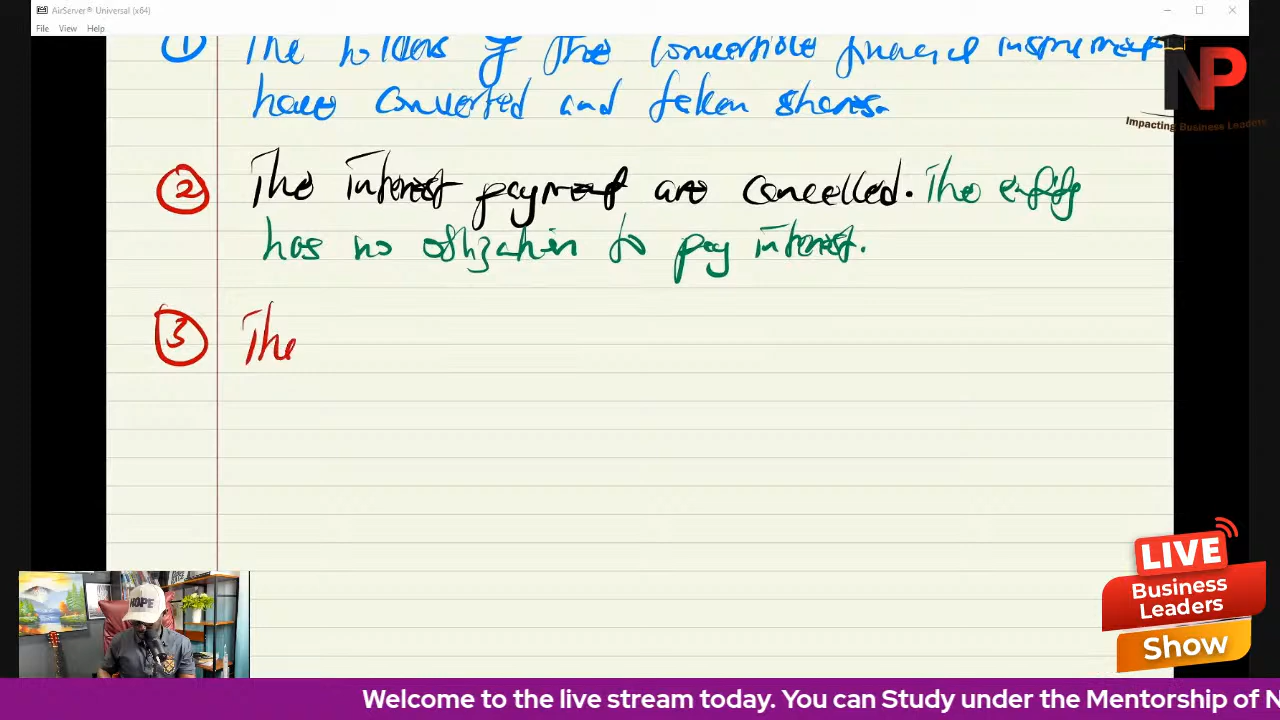 AirServer® Universal (x64)
File View Help
① The holders of the convertible financial instrument
have converted and taken shares.
NP
Impacting Business Leaders
② The Interest payment are cancelled. The entity
has no obligation to pay interest.
③ The
HOPE
LIVE
Business
Leaders
Show
Welcome to the live stream today. You can Study under the Mentorship of N